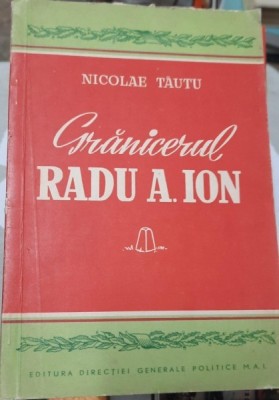 NICOLAE TĂUTU
Grănicerul
RADU A. ION
EDITURA DIRECȚIEI GENERALE POLITICE M.A.I.